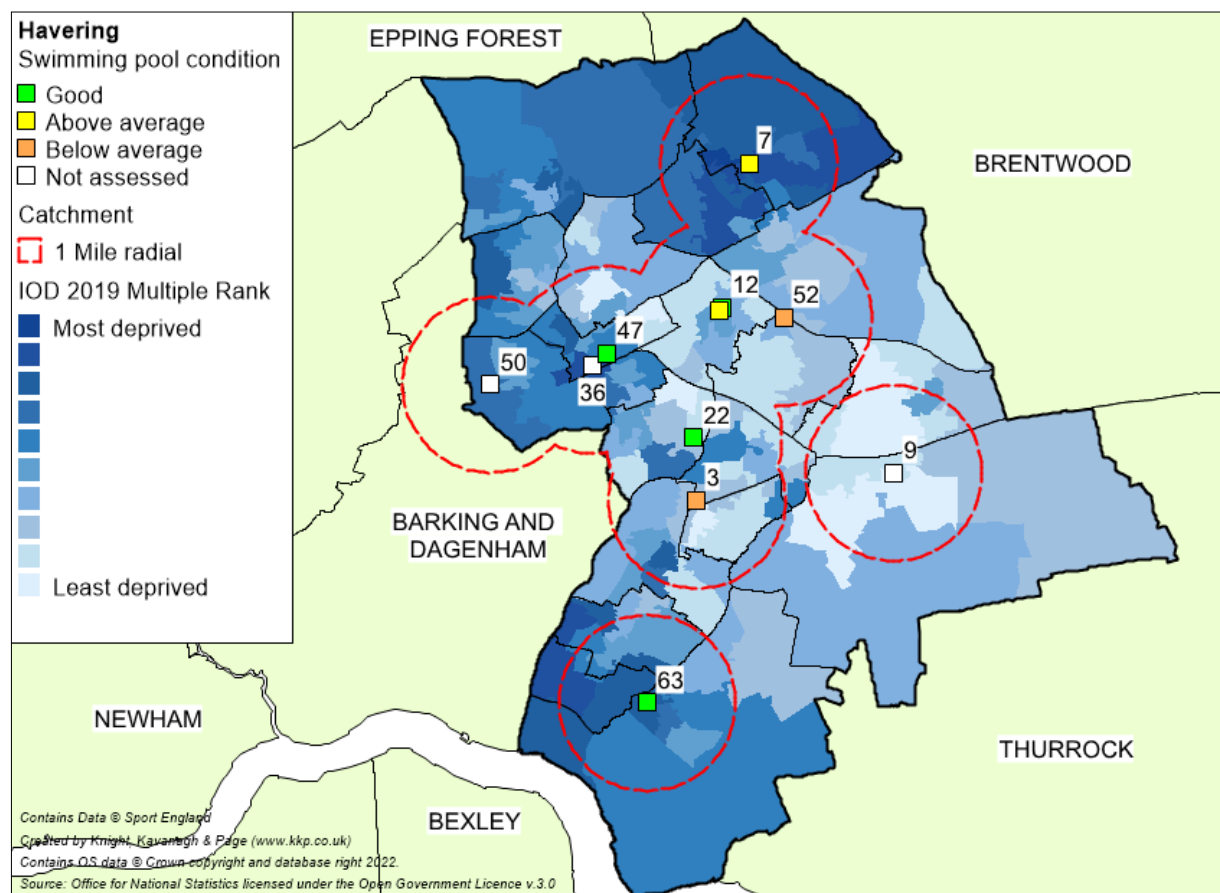 Havering
Swimming pool condition
Good
Above average
Below average
Not assessed
Catchment
1 Mile radial
IOD 2019 Multiple Rank
Most deprived
Least deprived
EPPING FOREST
BRENTWOOD
7
12
52
47
50
36
22
9
3
BARKING AND
DAGENHAM
63
NEWHAM
THURROCK
BEXLEY
Contains Data © Sport England
Created by Knight, Kavanagh & Page (www.kkp.co.uk)
Contains OS data © Crown copyright and database right 2022.
Source: Office for National Statistics licensed under the Open Government Licence v.3.0